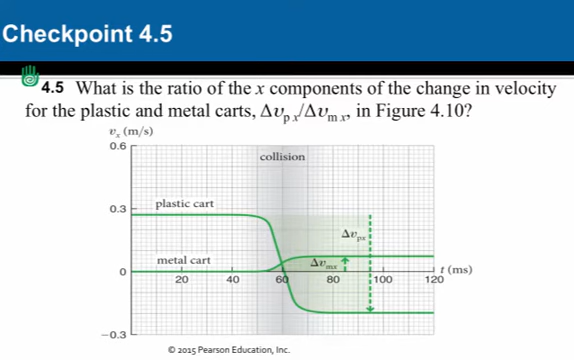 Checkpoint 4.5
4.5 What is the ratio of the x components of the change in velocity
for the plastic and metal carts, Δυp x/Δυm x, in Figure 4.10?
υx (m/s)
0.6
collision
0.3
plastic cart
Δυpx
metal cart
Δυmx
0
20
40
60
80
100
120
t (ms)
−0.3
© 2015 Pearson Education, Inc.